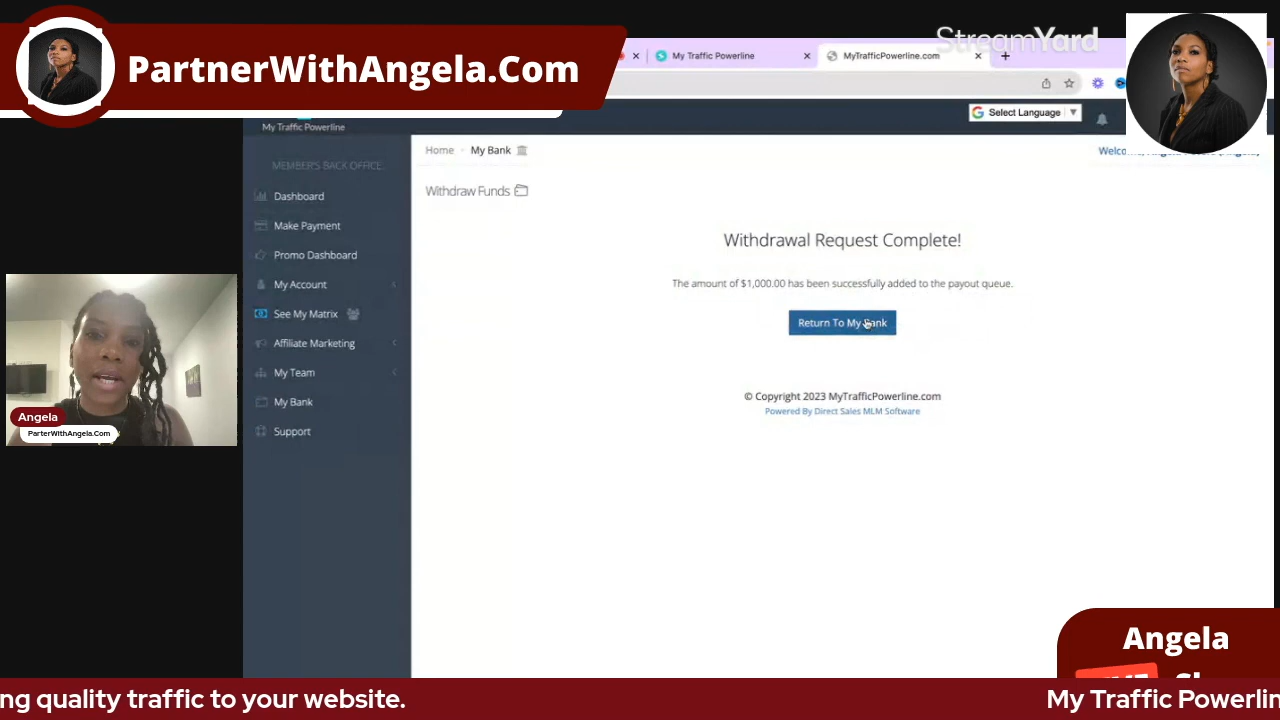 PartnerWithAngela.Com
StreamYard
My Traffic Powerline
MyTrafficPowerline.com
Select Language
My Traffic Powerline
MEMBER'S BACK OFFICE
Dashboard
Make Payment
Promo Dashboard
My Account
See My Matrix
Affiliate Marketing
My Team
My Bank
Support
Home
My Bank
Withdraw Funds
Withdrawal Request Complete!
The amount of $1,000.00 has been successfully added to the payout queue.
Return To My Bank
© Copyright 2023 MyTrafficPowerline.com
Powered By Direct Sales MLM Software
Angela
ParterWithAngela.Com
Angela
ng quality traffic to your website.
My Traffic Powerlin